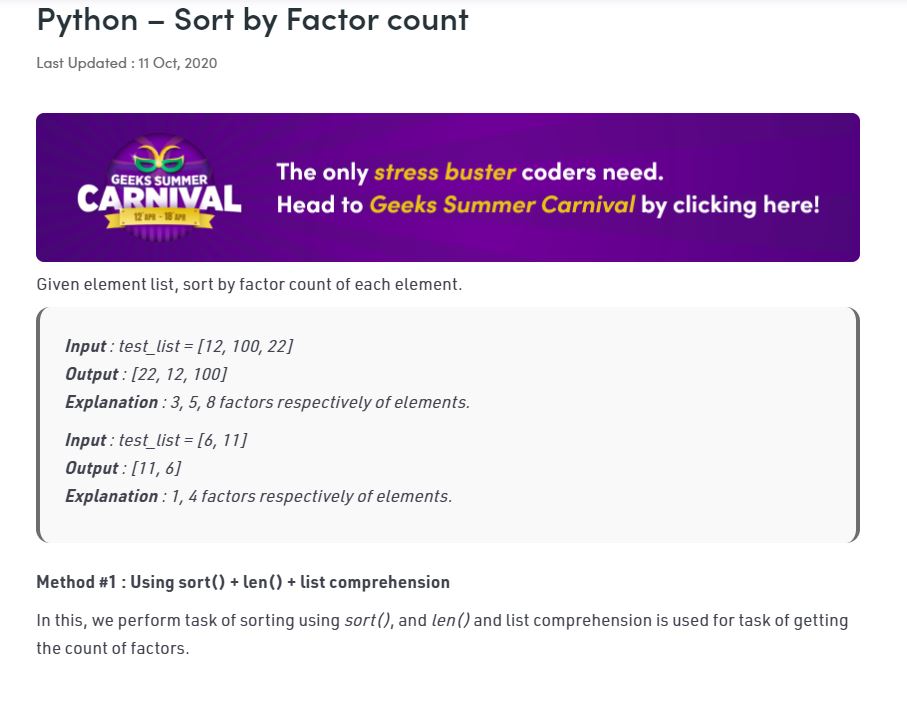 Python – Sort by Factor count
Last Updated : 11 Oct, 2020
GEEKS SUMMER
CARNIVAL
12 APR - 18 APR
The only stress buster coders need.
Head to Geeks Summer Carnival by clicking here!
Given element list, sort by factor count of each element.
Input : test_list = [12, 100, 22]
Output : [22, 12, 100]
Explanation : 3, 5, 8 factors respectively of elements.
Input : test_list = [6, 11]
Output : [11, 6]
Explanation : 1, 4 factors respectively of elements.
Method #1 : Using sort() + len() + list comprehension
In this, we perform task of sorting using sort(), and len() and list comprehension is used for task of getting
the count of factors.